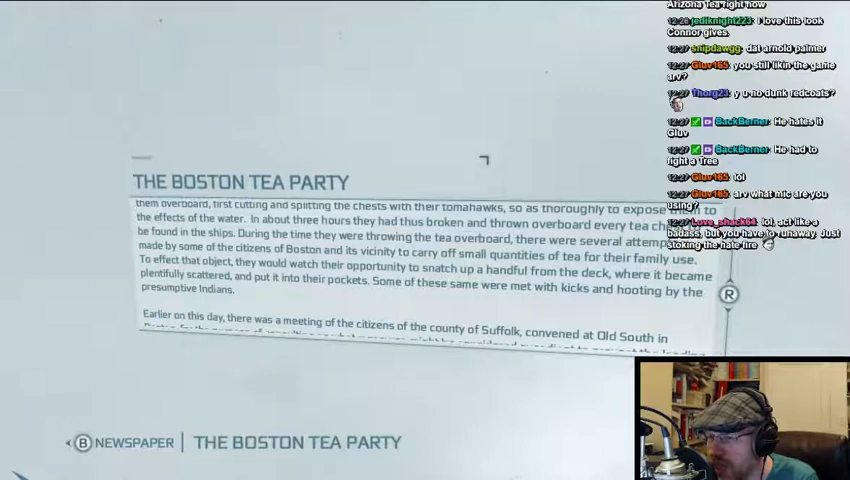 Arizona Tea right now
12:26 jediknight223: I love this look
Connor gives.
12:27 snipdawgg: dat arnold palmer
12:27 Gluv165: you still likin the game
arv?
12:27 Thorg23: y u no dunk redcoats?
12:27 BackBerner: He hates it
Gluv
12:27 BackBerner: He had to
fight a Tree
12:27 Gluv165: lol
12:27 Gluv165: arv what mic are you
using?
12:27 Love_shack84: lol, act like a
badass, but you have to runaway. Just
stoking the hate fire
THE BOSTON TEA PARTY
them overboard, first cutting and splitting the chests with their tomahawks, so as thoroughly to expose them to
the effects of the water. In about three hours they had thus broken and thrown overboard every tea
be found in the ships. During the time they were throwing the tea overboard, there were several
made by some of the citizens of Boston and its vicinity to carry off small quantities of tea for their family use.
To effect that object, they would watch their opportunity to snatch up a handful from the deck, where it became
plentifully scattered, and put it into their pockets. Some of these same were met with kicks and hooting by the
presumptive Indians.
Earlier on this day, there was a meeting of the citizens of the county of Suffolk, convened at Old South in
R
B NEWSPAPER | THE BOSTON TEA PARTY